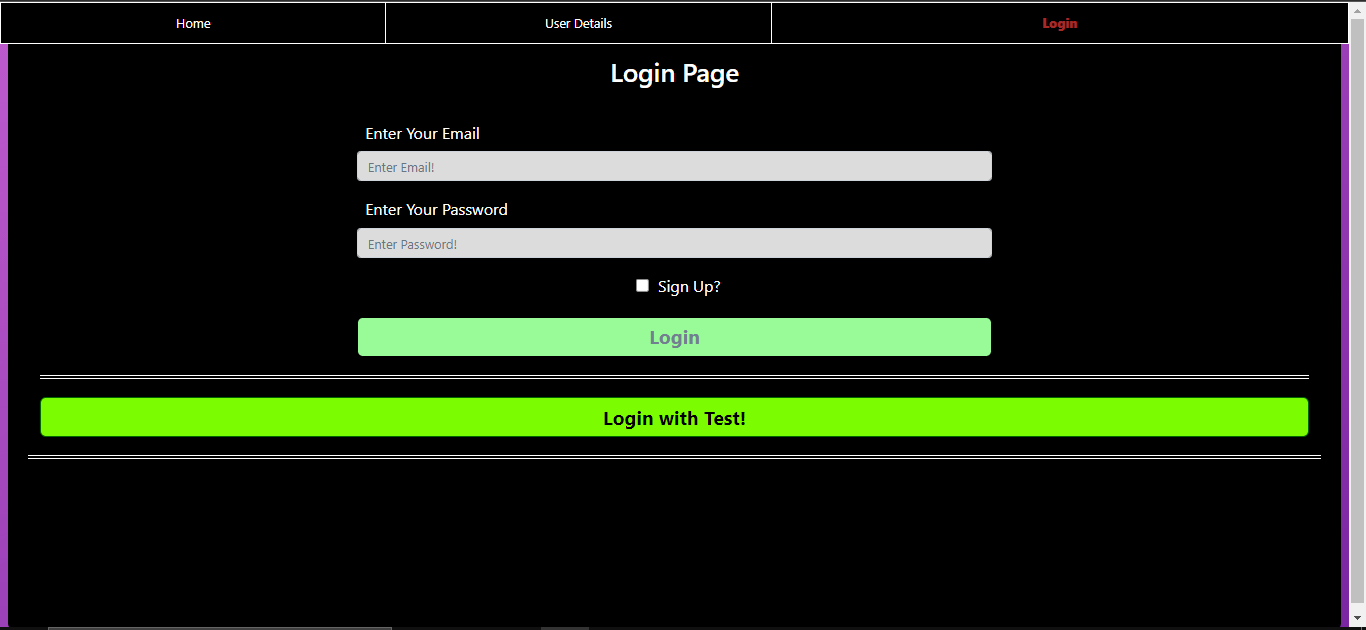 Home User Details Login
Login Page
Enter Your Email
Enter Email!
Enter Your Password
Enter Password!
Sign Up?
Login
Login with Test!